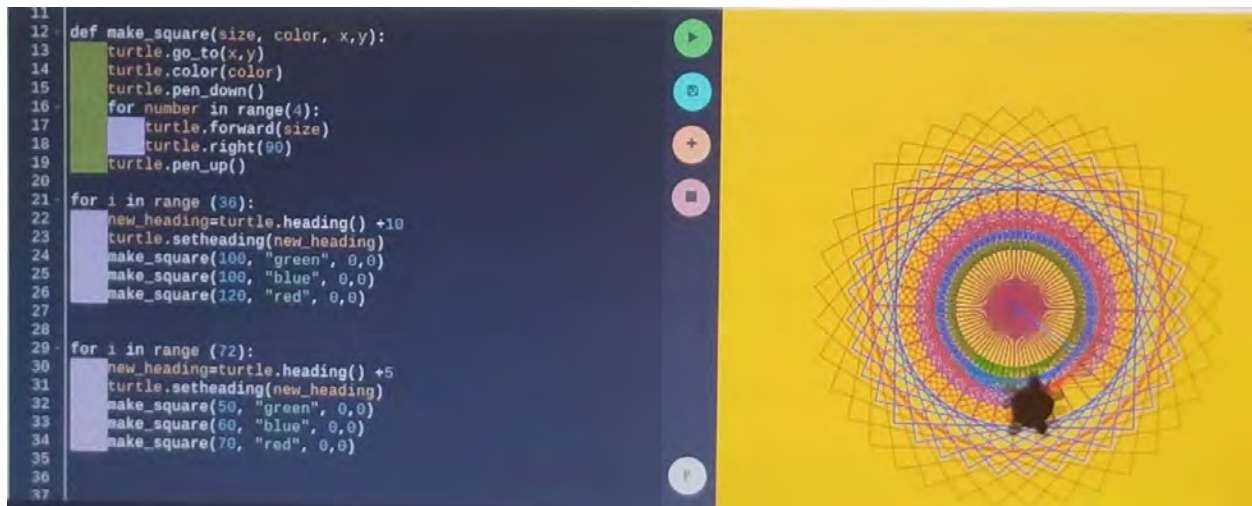 11
12 def make_square(size, color, x,y):
13 turtle.go_to(x,y)
14 turtle.color(color)
15 turtle.pen_down()
16 for number in range(4):
17 turtle.forward(size)
18 turtle.right(90)
19 turtle.pen_up()
20
21 for i in range (36):
22 new_heading=turtle.heading() +10
23 turtle.setheading(new_heading)
24 make_square(100, "green", 0,0)
25 make_square(100, "blue", 0,0)
26 make_square(120, "red", 0,0)
27
28
29 for i in range (72):
30 new_heading=turtle.heading() +5
31 turtle.setheading(new_heading)
32 make_square(50, "green", 0,0)
33 make_square(60, "blue", 0,0)
34 make_square(70, "red", 0,0)
35
36
37